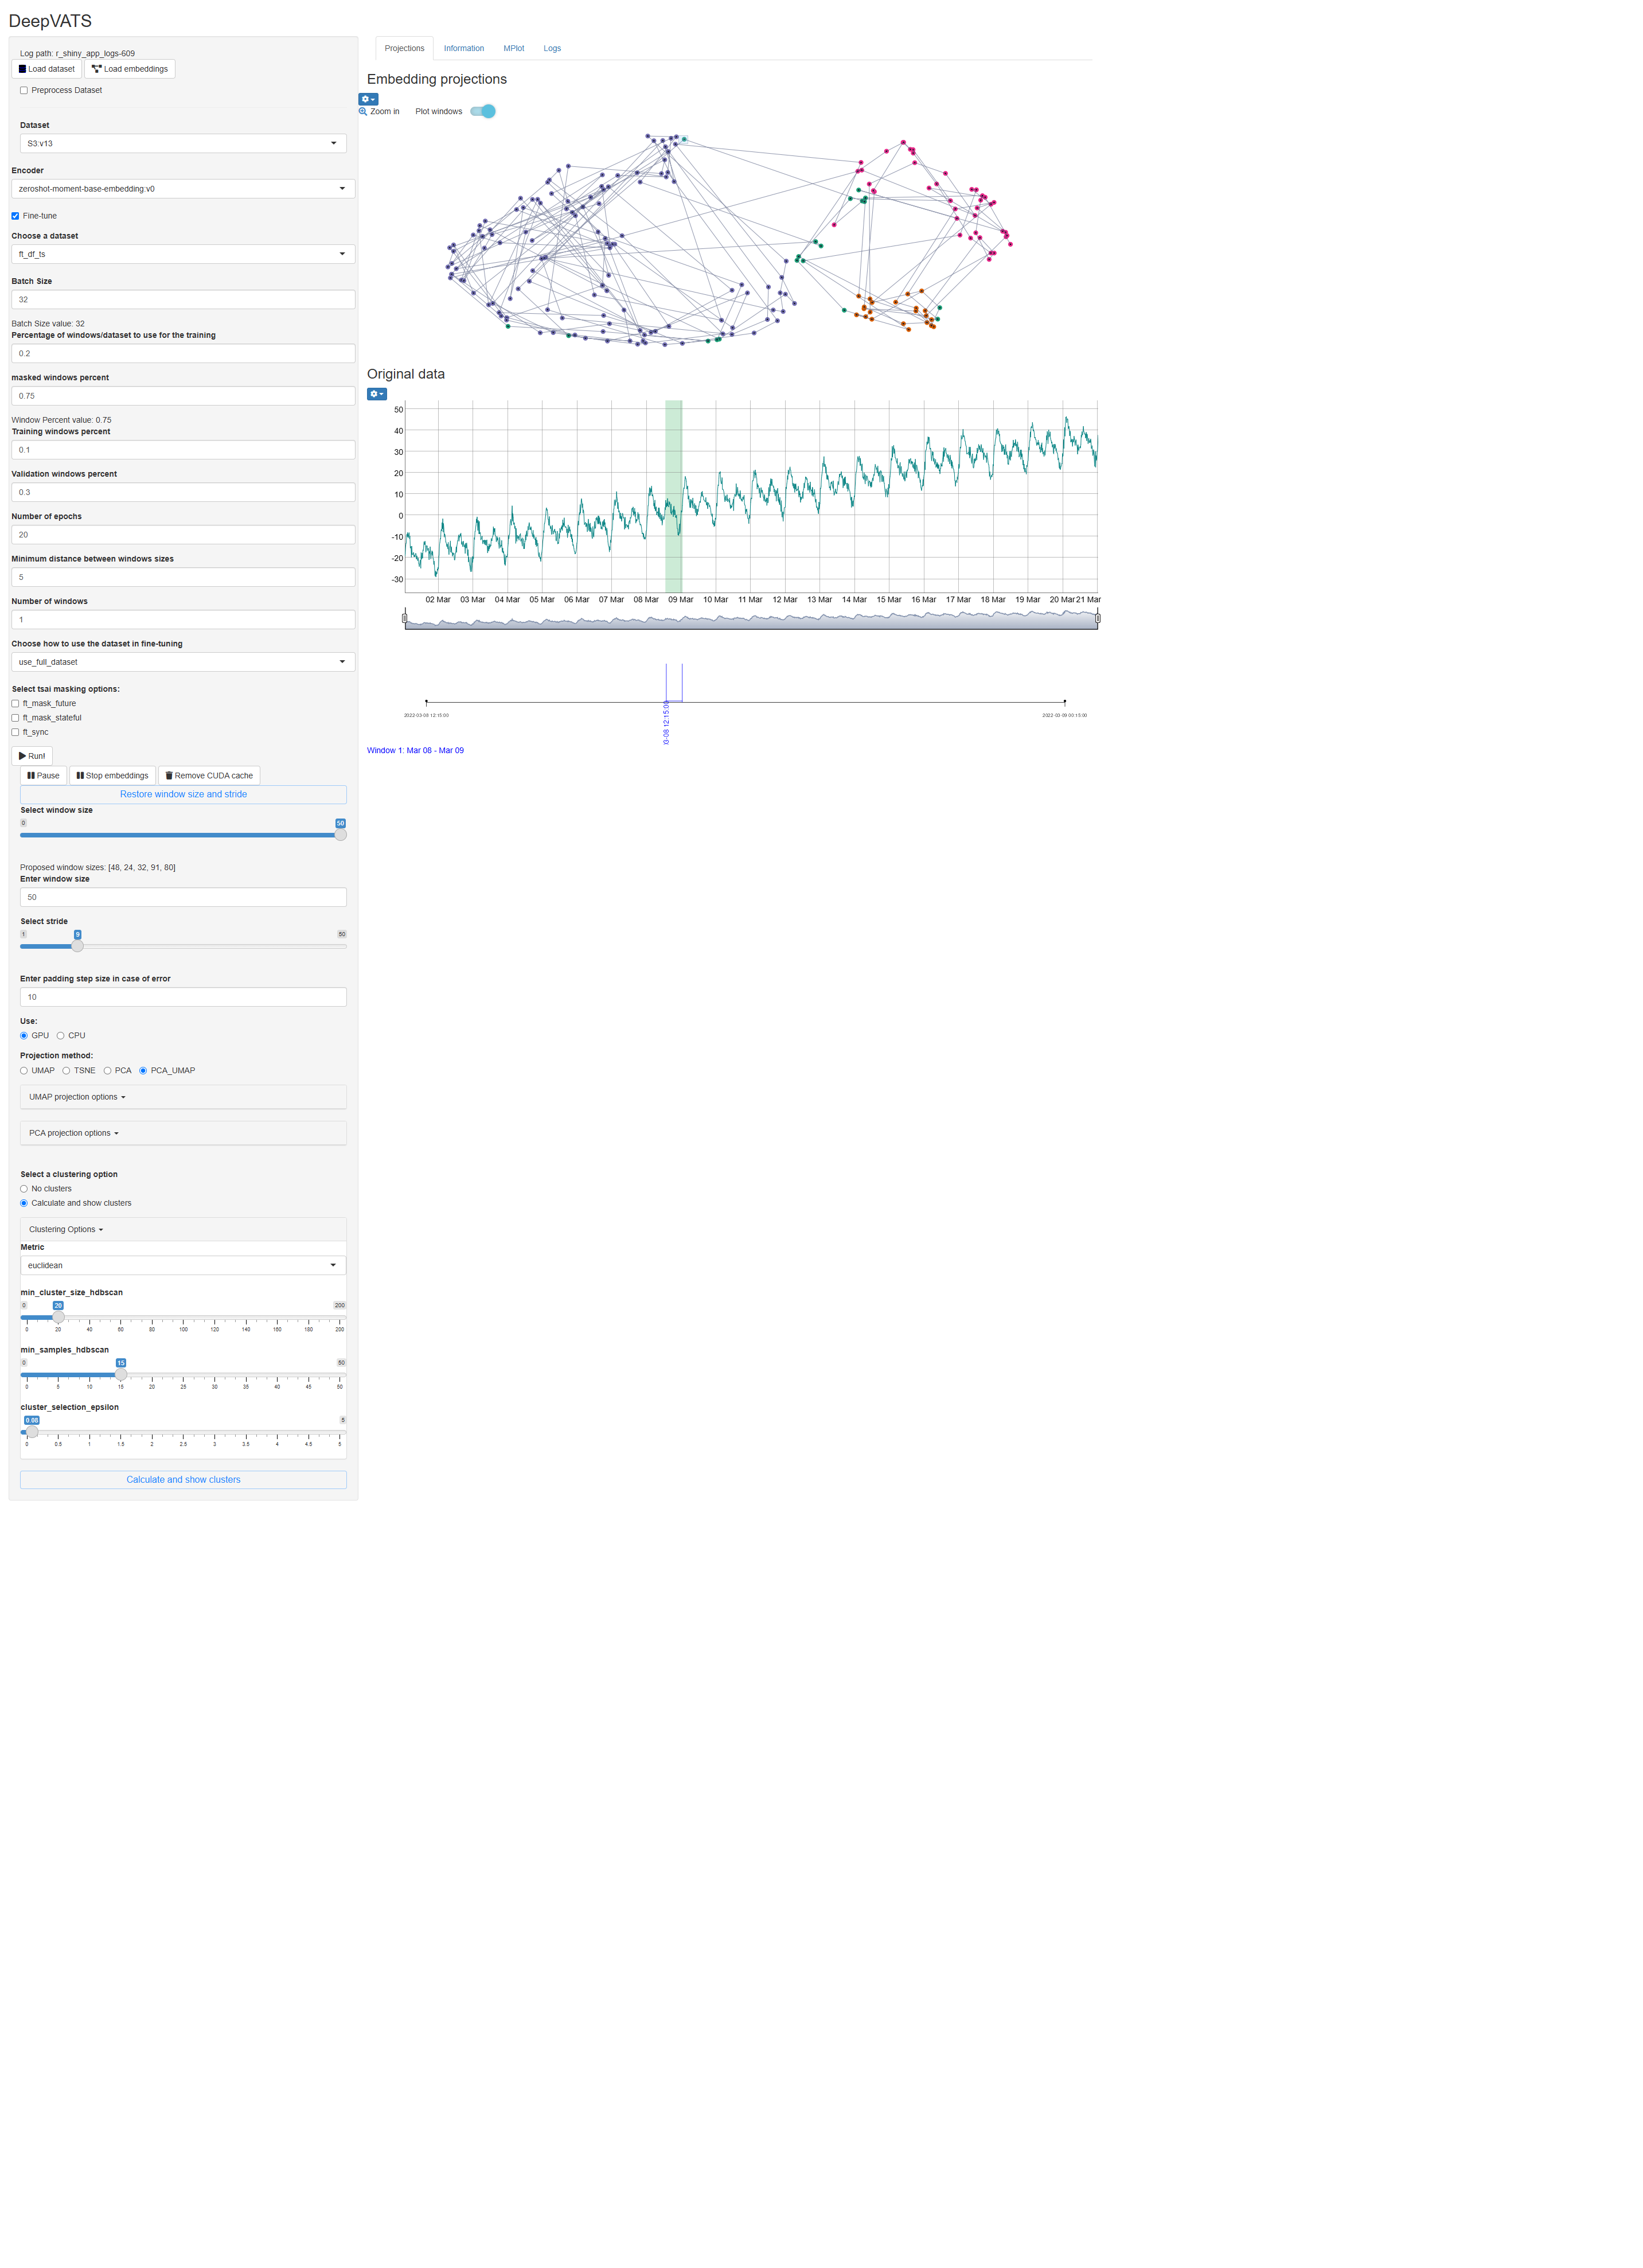 DeepVATS
Log path: r_shiny_app_logs-609
Load dataset
Load embeddings
Preprocess Dataset
Dataset
S3:v13
Encoder
zeroshot-moment-base-embedding:v0
Fine-tune
Choose a dataset
ft_df_ts
Batch Size
32
Batch Size value: 32
Percentage of windows/dataset to use for the training
0.2
masked windows percent
0.75
Window Percent value: 0.75
Training windows percent
0.1
Validation windows percent
0.3
Number of epochs
20
Minimum distance between windows sizes
5
Number of windows
1
Choose how to use the dataset in fine-tuning
use_full_dataset
Select tsai masking options:
ft_mask_future
ft_mask_stateful
ft_sync
Run!
Pause
Stop embeddings
Remove CUDA cache
Restore window size and stride
Select window size
0 50
Proposed window sizes: [48, 24, 32, 91, 80]
Enter window size
50
Select stride
1 9 50
Enter padding step size in case of error
10
Use:
GPU CPU
Projection method:
UMAP TSNE PCA PCA_UMAP
UMAP projection options
PCA projection options
Select a clustering option
No clusters
Calculate and show clusters
Clustering Options
Metric
euclidean
min_cluster_size_hdbscan
0 20 200
0 20 40 60 80 100 120 140 160 180 200
min_samples_hdbscan
0 15 50
0 5 10 15 20 25 30 35 40 45 50
cluster_selection_epsilon
0.08 5
0 0.5 1 1.5 2 2.5 3 3.5 4 4.5 5
Calculate and show clusters
Projections Information MPlot Logs
Embedding projections
Zoom in
Plot windows
Original data
50
40
30
20
10
0
-10
-20
-30
02 Mar 03 Mar 04 Mar 05 Mar 06 Mar 07 Mar 08 Mar 09 Mar 10 Mar 11 Mar 12 Mar 13 Mar 14 Mar 15 Mar 16 Mar 17 Mar 18 Mar 19 Mar 20 Mar 21 Mar
2022-03-08 12:15:00
2022-03-09 00:15:00
Window 1: Mar 08 - Mar 09